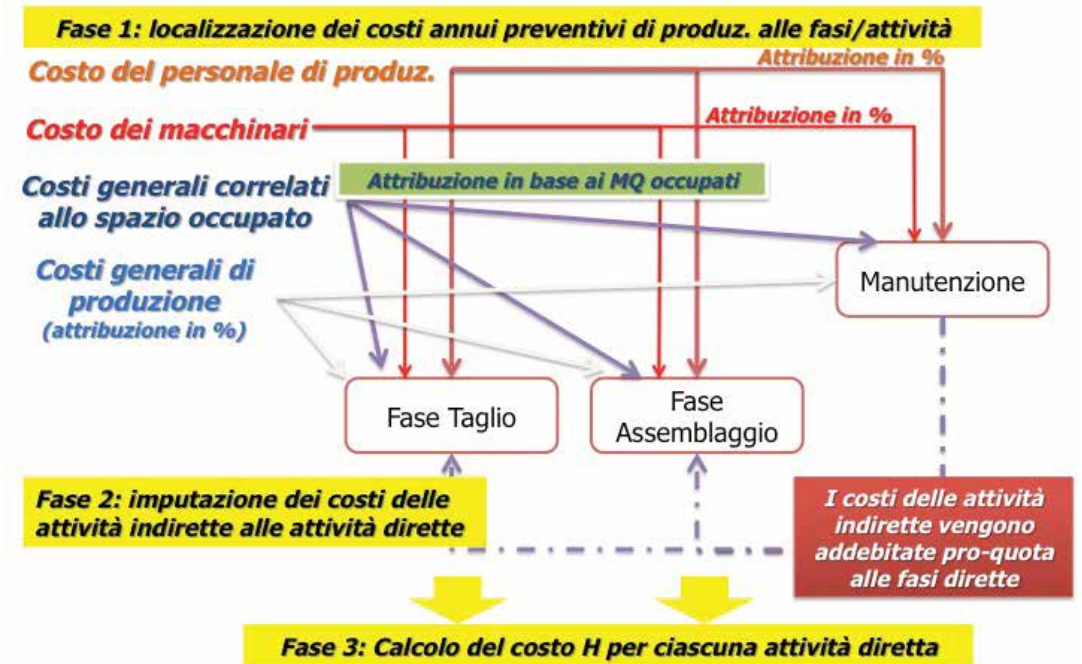 Fase 1: localizzazione dei costi annui preventivi di produz. alle fasi/attività
Costo del personale di produz.
Attribuzione in %
Costo dei macchinari
Attribuzione in %
Costi generali correlati
allo spazio occupato
Attribuzione in base ai MQ occupati
Costi generali di
produzione
(attribuzione in %)
Manutenzione
Fase Taglio
Fase
Assemblaggio
Fase 2: imputazione dei costi delle
attività indirette alle attività dirette
I costi delle attività
indirette vengono
addebitate pro-quota
alle fasi dirette
Fase 3: Calcolo del costo H per ciascuna attività diretta